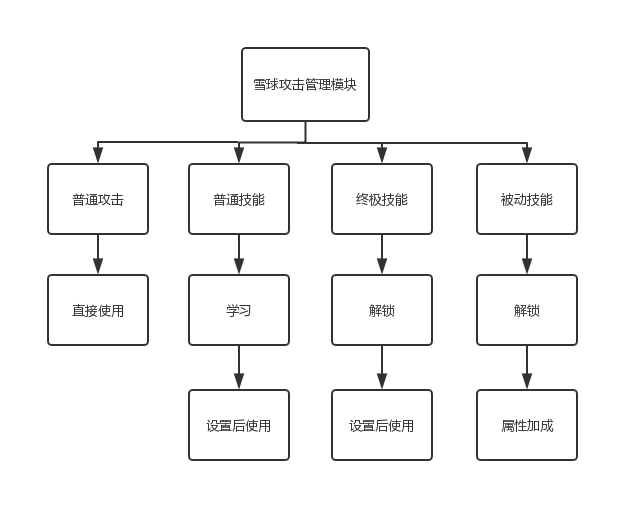 雪球攻击管理模块
普通攻击
普通技能
终极技能
被动技能
直接使用
学习
解锁
解锁
设置后使用
设置后使用
属性加成